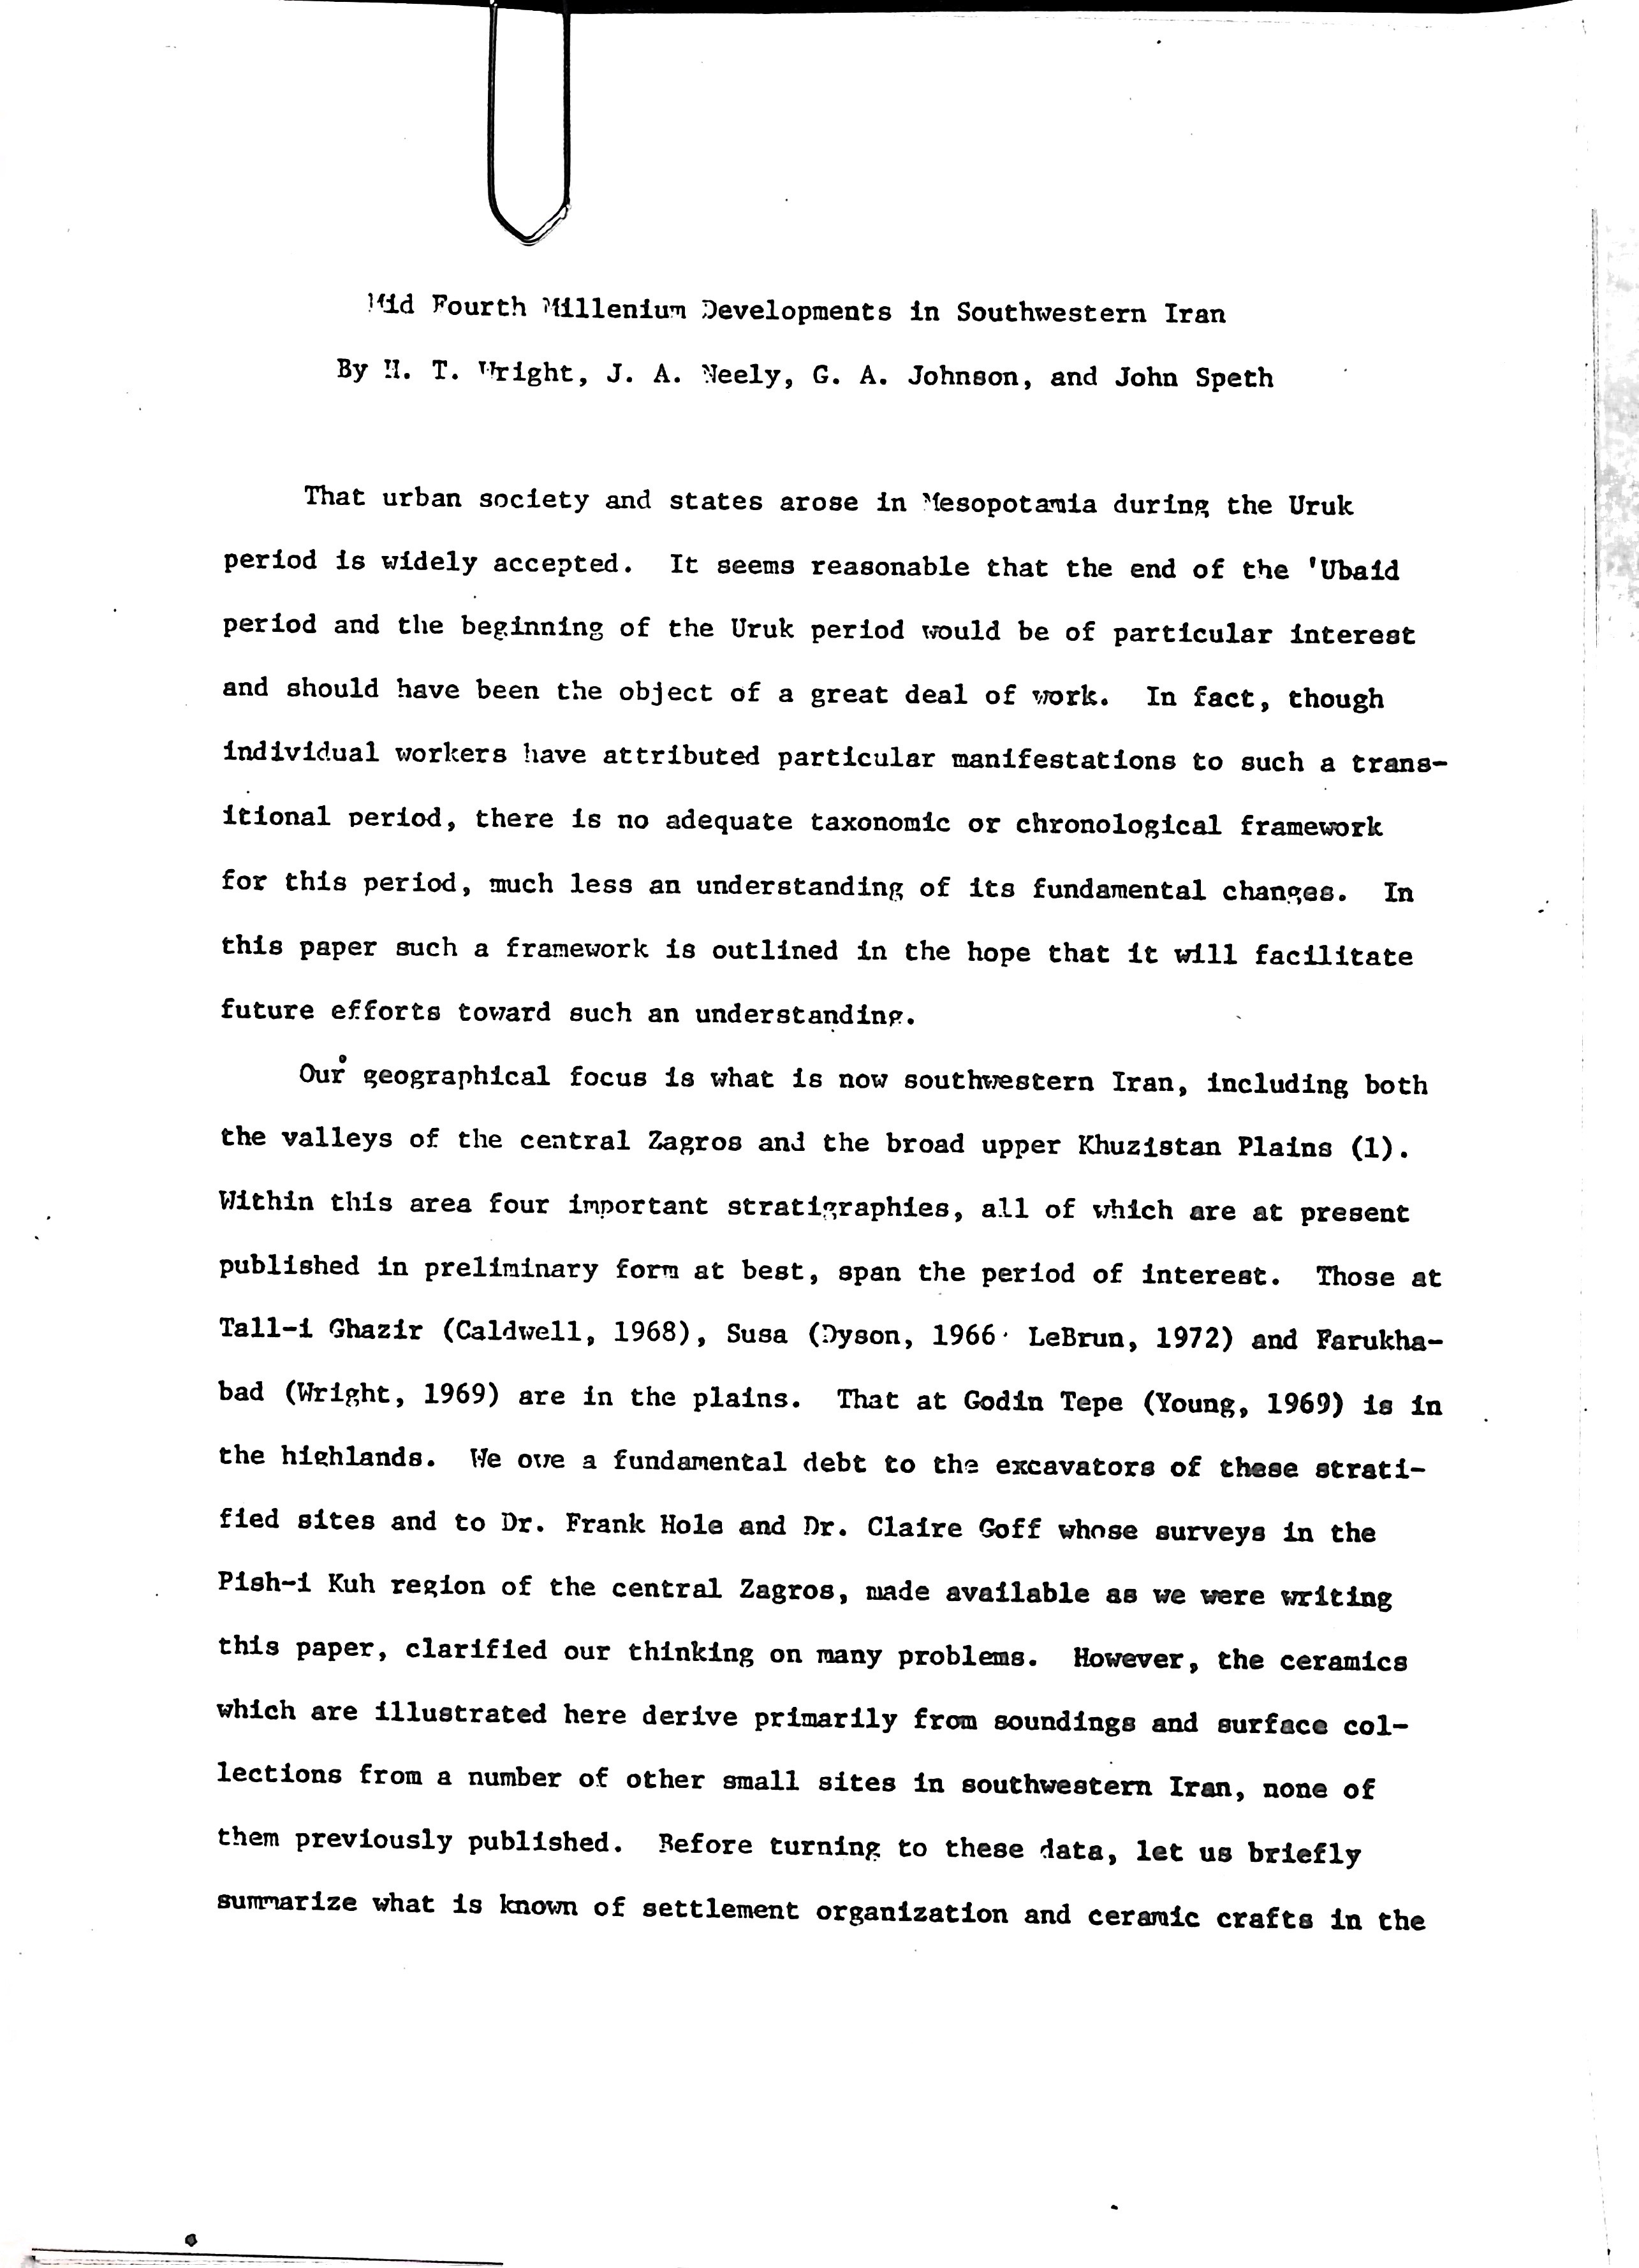 Mid Fourth Millenium Developments in Southwestern Iran
By H. T. Wright, J. A. Neely, G. A. Johnson, and John Speth
That urban society and states arose in Mesopotamia during the Uruk
period is widely accepted. It seems reasonable that the end of the 'Ubaid
period and the beginning of the Uruk period would be of particular interest
and should have been the object of a great deal of work. In fact, though
individual workers have attributed particular manifestations to such a trans-
itional period, there is no adequate taxonomic or chronological framework
for this period, much less an understanding of its fundamental changes. In
this paper such a framework is outlined in the hope that it will facilitate
future efforts toward such an understanding.
Our geographical focus is what is now southwestern Iran, including both
the valleys of the central Zagros and the broad upper Khuzistan Plains (1).
Within this area four important stratigraphies, all of which are at present
published in preliminary form at best, span the period of interest. Those at
Tall-i Ghazir (Caldwell, 1968), Susa (Dyson, 1966; LeBrun, 1972) and Farukha-
bad (Wright, 1969) are in the plains. That at Godin Tepe (Young, 1969) is in
the highlands. We owe a fundamental debt to the excavators of these strati-
fied sites and to Dr. Frank Hole and Dr. Claire Goff whose surveys in the
Pish-i Kuh region of the central Zagros, made available as we were writing
this paper, clarified our thinking on many problems. However, the ceramics
which are illustrated here derive primarily from soundings and surface col-
lections from a number of other small sites in southwestern Iran, none of
them previously published. Before turning to these data, let us briefly
summarize what is known of settlement organization and ceramic crafts in the